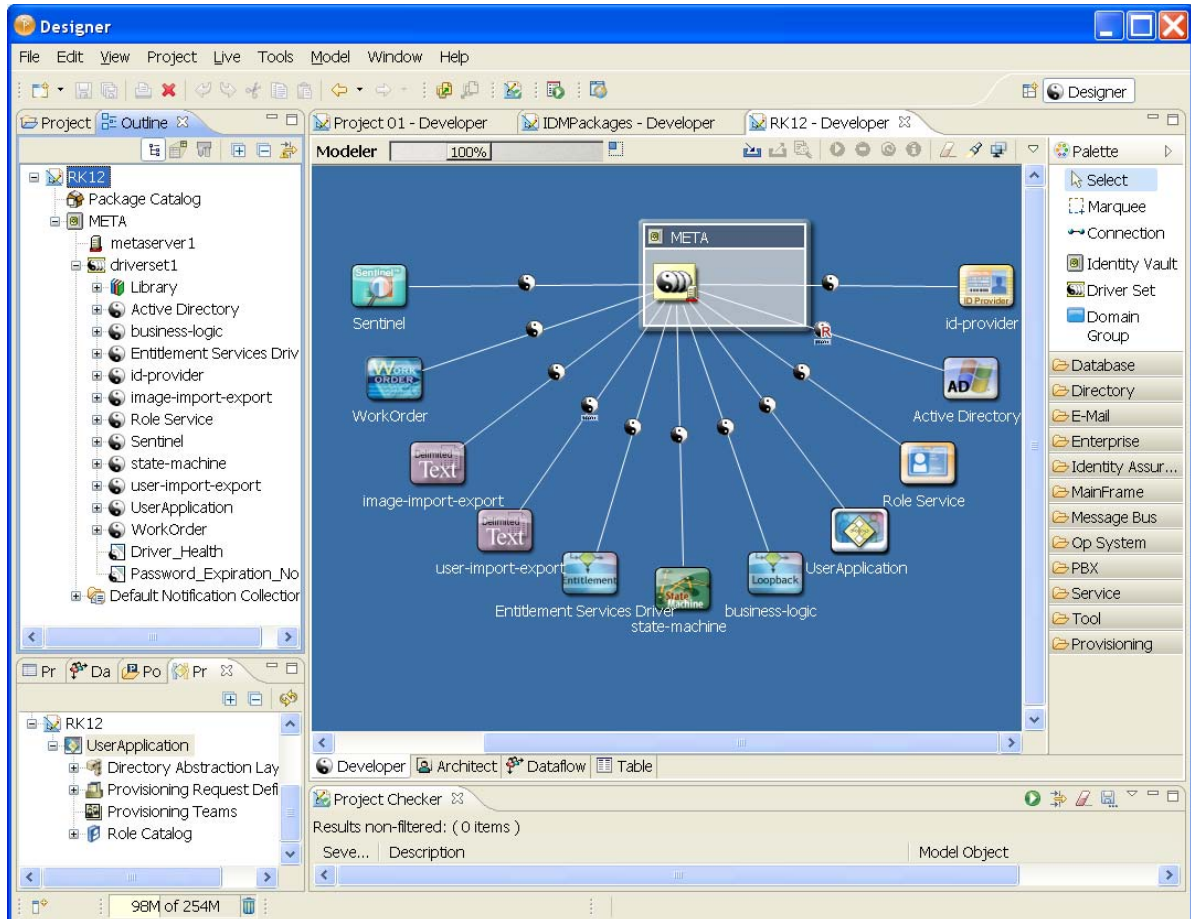 Designer
File Edit View Project Live Tools Model Window Help
Designer
Project Outline
Project 01 - Developer IDMPackages - Developer RK12 - Developer
Modeler 100%
Palette
Select
Marquee
Connection
Identity Vault
Driver Set
Domain
Group
Database
Directory
E-Mail
Enterprise
Identity Assur...
MainFrame
Message Bus
Op System
PBX
Service
Tool
Provisioning
RK12
Package Catalog
META
metaserver1
driverset1
Library
Active Directory
business-logic
Entitlement Services Driv
id-provider
image-import-export
Role Service
Sentinel
state-machine
user-import-export
UserApplication
WorkOrder
Driver_Health
Password_Expiration_No
Default Notification Collection
META
Sentinel
Sentinel
ID Provider
id-provider
Work
ORDER
WorkOrder
AD
Active Directory
R
Delimited
Text
image-import-export
Role Service
Delimited
Text
user-import-export
UserApplication
Entitlement
Entitlement Services Driver
State
Machine
state-machine
Loopback
business-logic
Pr Da Po Pr
RK12
UserApplication
Directory Abstraction Lay
Provisioning Request Defi
Provisioning Teams
Role Catalog
Developer Architect Dataflow Table
Project Checker
Results non-filtered: ( 0 items )
Seve... Description Model Object
98M of 254M